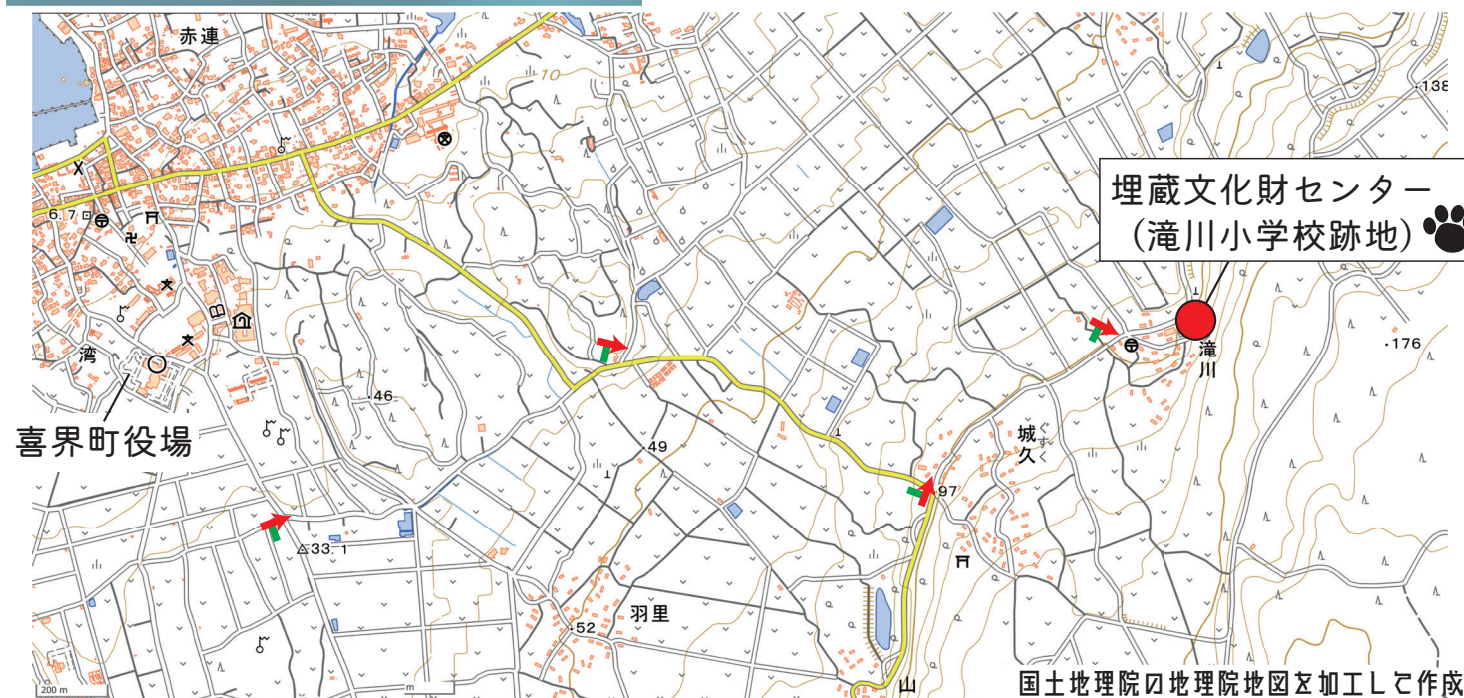 赤連
10
138
埋蔵文化財センター
(滝川小学校跡地)
6.7
湾
滝川
176
46
喜界町役場
49
城久
ぐすく
97
33.1
羽里
52
山
200 m
m
国土地理院の地理院地図を加工して作成